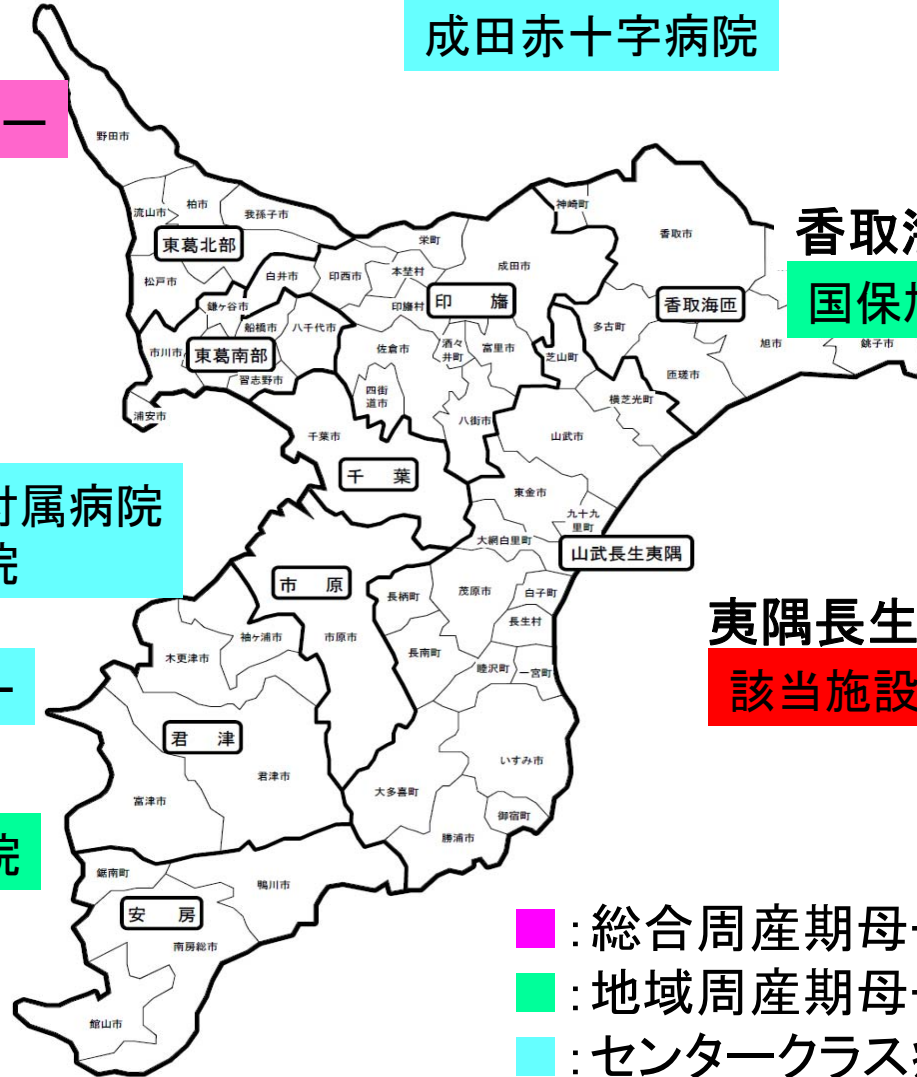 成田赤十字病院
ー
野田市
神崎町
流山市
柏市
我孫子市
香取市
香取海
栄町
東葛北部
成田市
松戸市
白井市
印西市
本埜村
国保
鎌ヶ谷市
印旛村
印旛
香取海匝
船橋市
八千代市
多古町
旭市
銚子市
市川市
東葛南部
佐倉市
酒々井町
富里市
芝山町
習志野市
匝瑳市
四街道市
横芝光町
浦安市
八街市
千葉市
山武市
千葉
東金市
付属病院
院
九十九里町
大網白里町
山武長生夷隅
市原
長柄町
茂原市
白子町
夷隅長生
袖ヶ浦市
市原市
長生村
木更津市
長南町
睦沢町
一宮町
該当施設
ー
君津
いすみ市
君津市
大多喜町
富津市
御宿町
勝浦市
院
鋸南町
鴨川市
安房
:総合周産期母
南房総市
:地域周産期母
館山市
:センタークラス